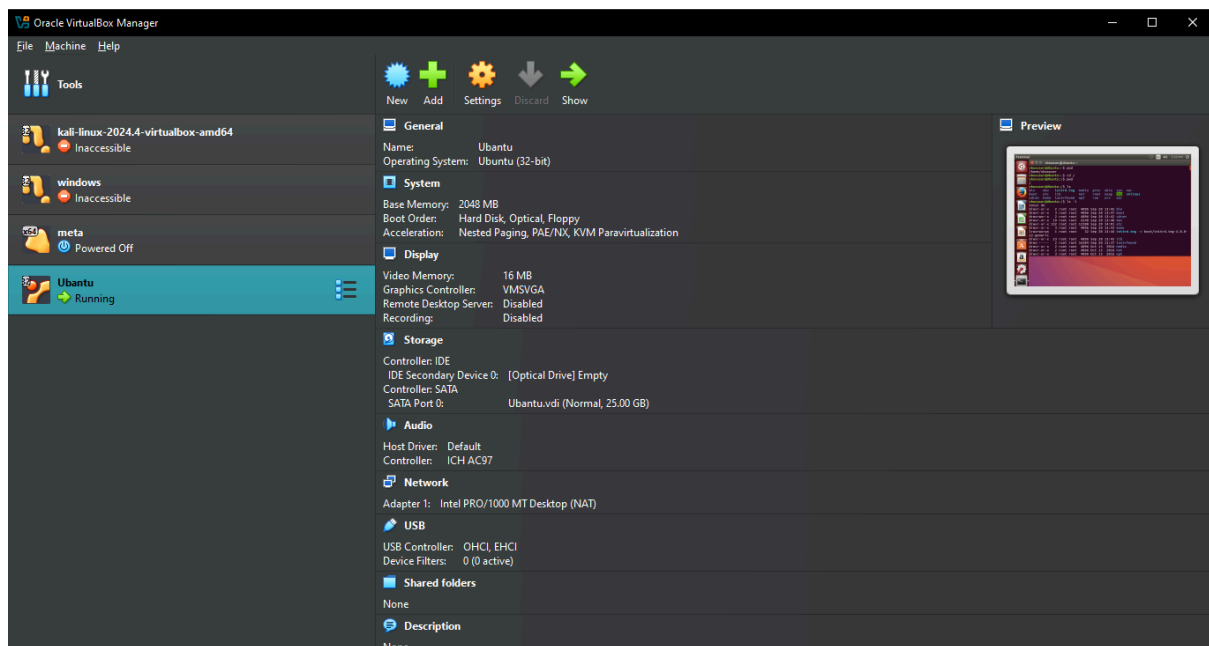 Oracle VirtualBox Manager
File Machine Help
Tools
New Add Settings Discard Show
kali-linux-2024.4-virtualbox-amd64
Inaccessible
windows
Inaccessible
meta
Powered Off
Ubantu
Running
General
Name: Ubantu
Operating System: Ubuntu (32-bit)
System
Base Memory: 2048 MB
Boot Order: Hard Disk, Optical, Floppy
Acceleration: Nested Paging, PAE/NX, KVM Paravirtualization
Display
Video Memory: 16 MB
Graphics Controller: VMSVGA
Remote Desktop Server: Disabled
Recording: Disabled
Storage
Controller: IDE
IDE Secondary Device 0: [Optical Drive] Empty
Controller: SATA
SATA Port 0: Ubantu.vdi (Normal, 25.00 GB)
Audio
Host Driver: Default
Controller: ICH AC97
Network
Adapter 1: Intel PRO/1000 MT Desktop (NAT)
USB
USB Controller: OHCI, EHCI
Device Filters: 0 (0 active)
Shared folders
None
Description
None
Preview